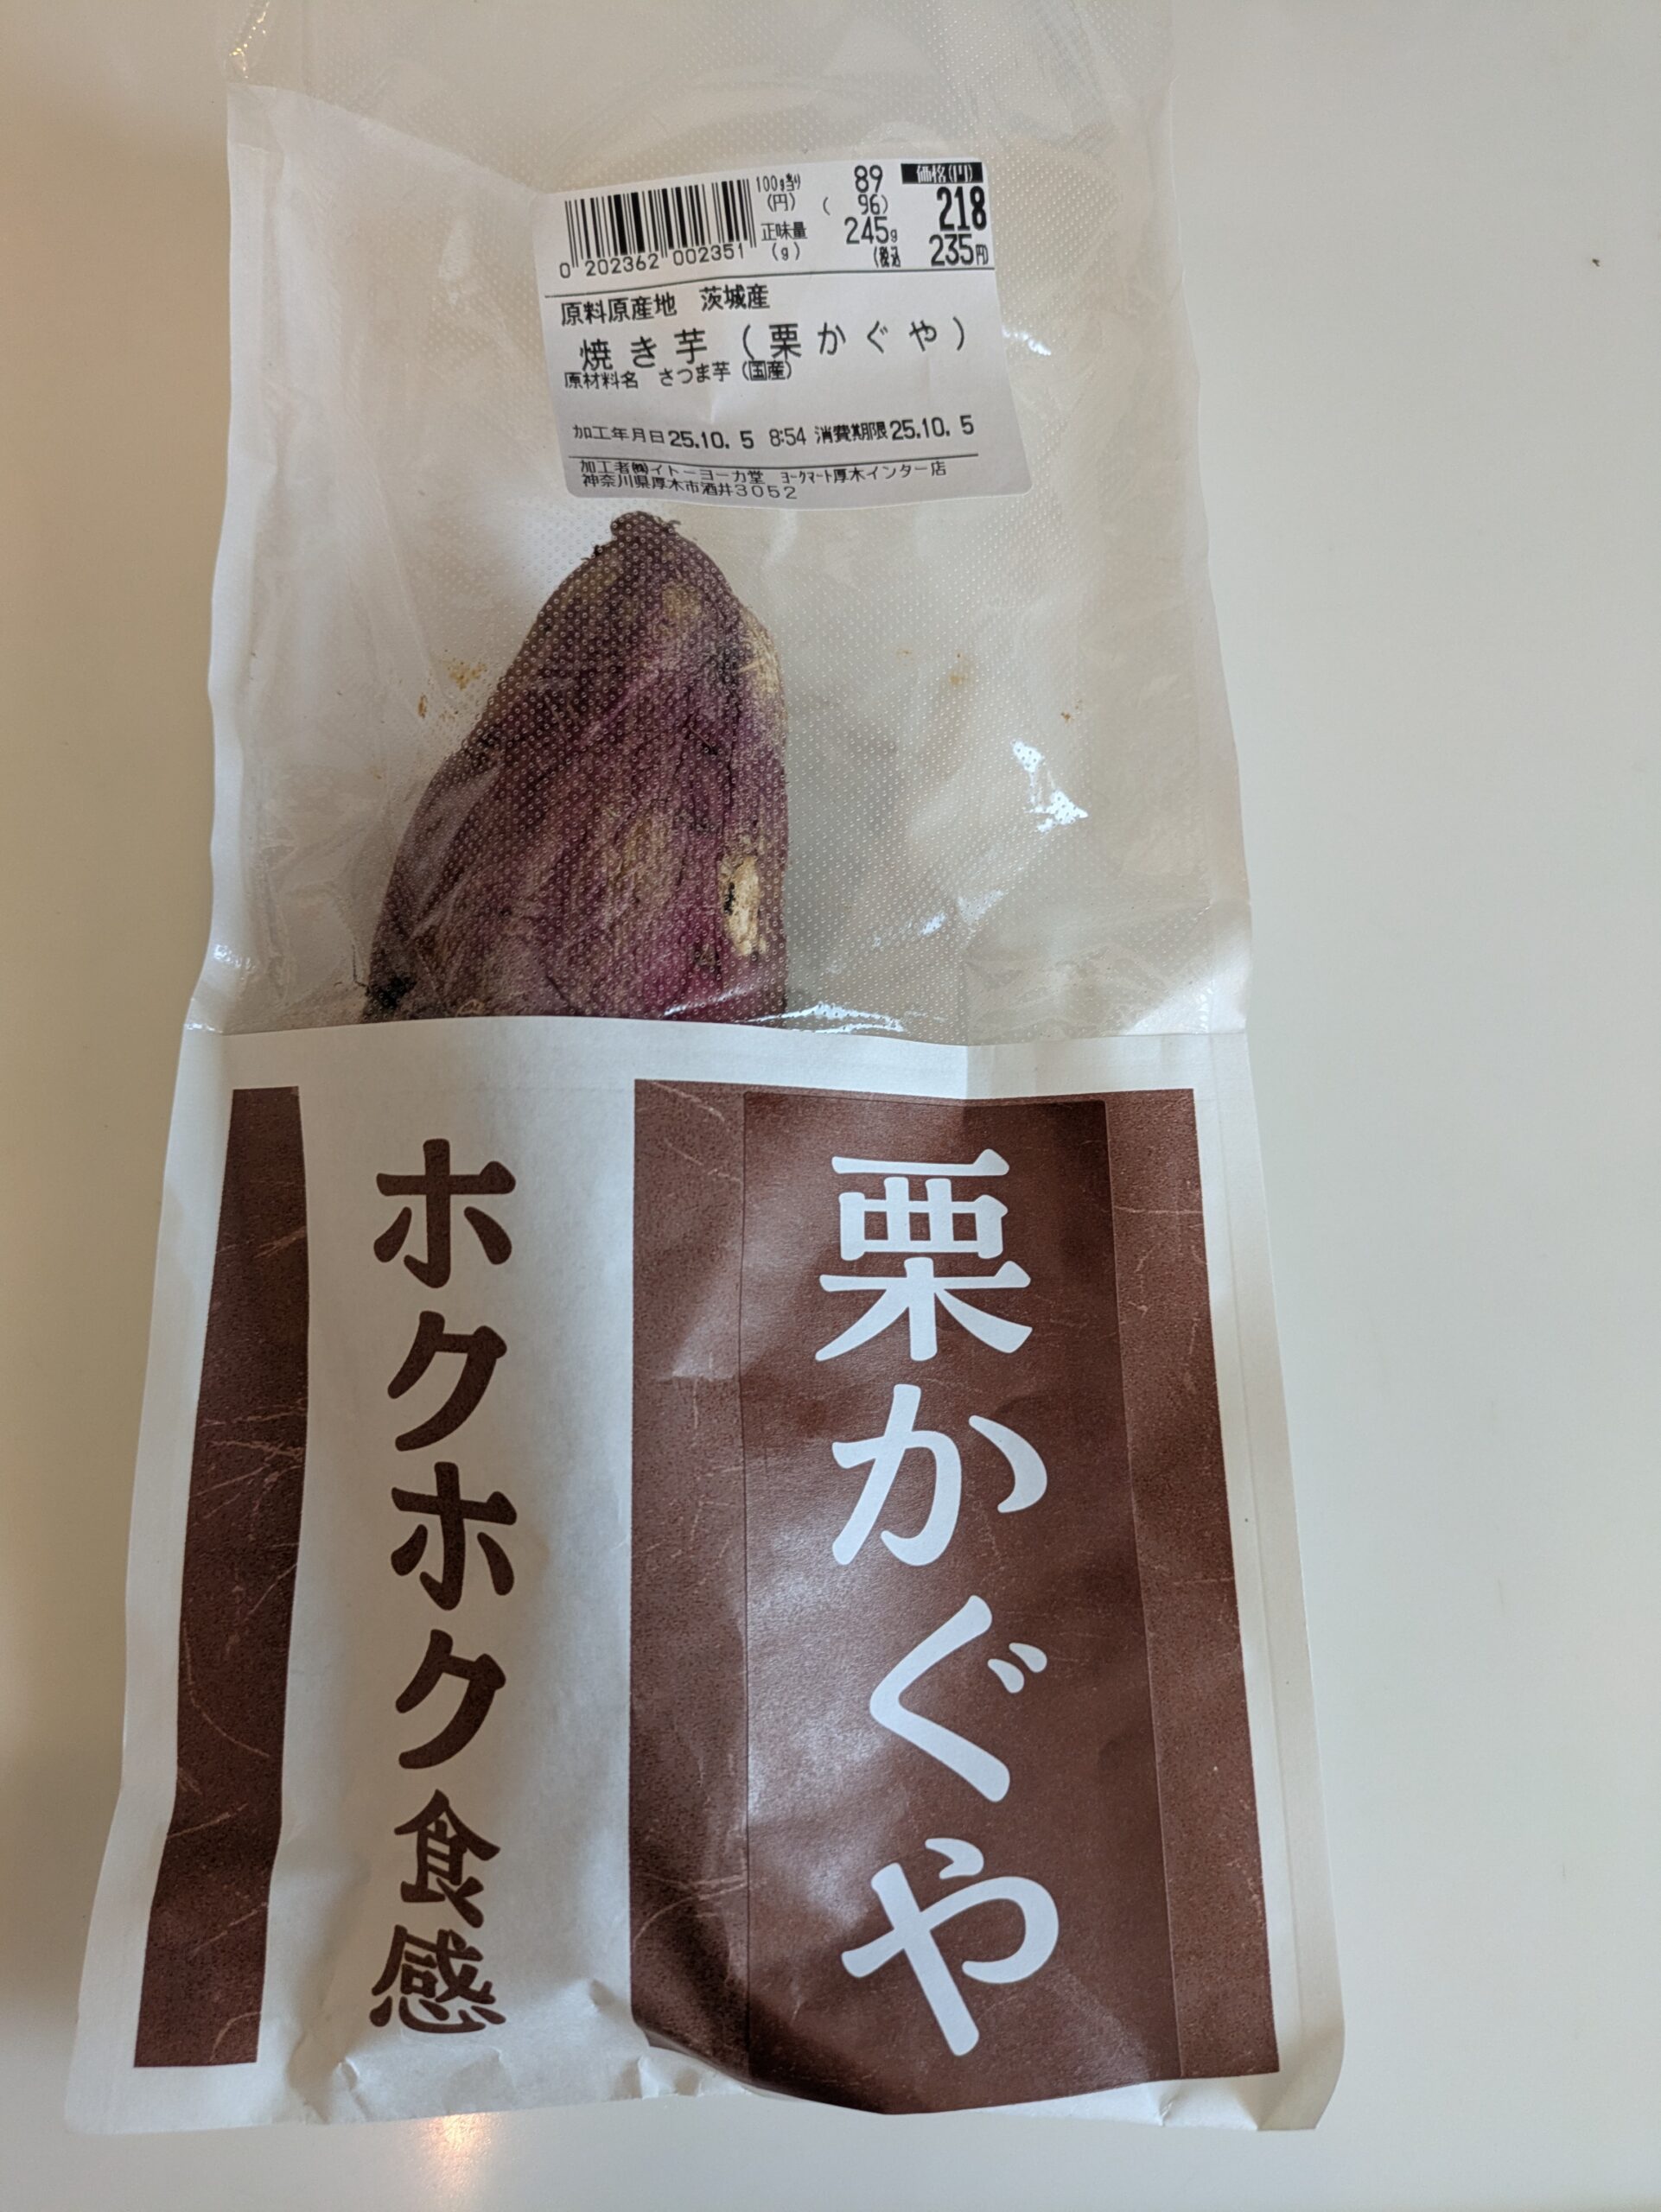 100g当り 89 価格(円)
(円) ( 96) 218
正味量 245g
(g) (税込 235円)
0 202362 002351
原料原産地 茨城産
焼き芋(栗かぐや)
原材料名 さつま芋(国産)
加工年月日25.10. 5 8:54 消費期限25.10. 5
加工者㈱イトーヨーカ堂 ヨークマート厚木インター店
神奈川県厚木市酒井3052
栗かぐや
ホクホク食感